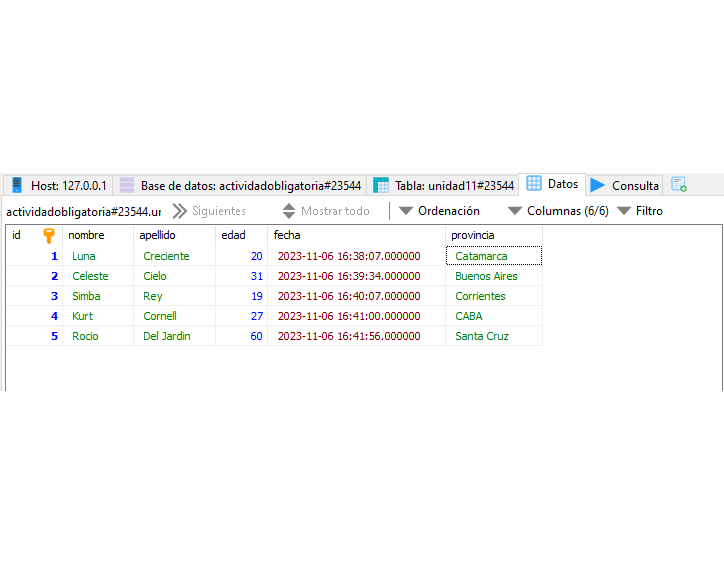 Host: 127.0.0.1 Base de datos: actividadobligatoria#23544 Tabla: unidad11#23544 Datos Consulta
actividadobligatoria#23544.ur Siguientes Mostrar todo Ordenación Columnas (6/6) Filtro
id nombre apellido edad fecha provincia
1 Luna Creciente 20 2023-11-06 16:38:07.000000 Catamarca
2 Celeste Cielo 31 2023-11-06 16:39:34.000000 Buenos Aires
3 Simba Rey 19 2023-11-06 16:40:07.000000 Corrientes
4 Kurt Cornell 27 2023-11-06 16:41:00.000000 CABA
5 Rocio Del Jardin 60 2023-11-06 16:41:56.000000 Santa Cruz